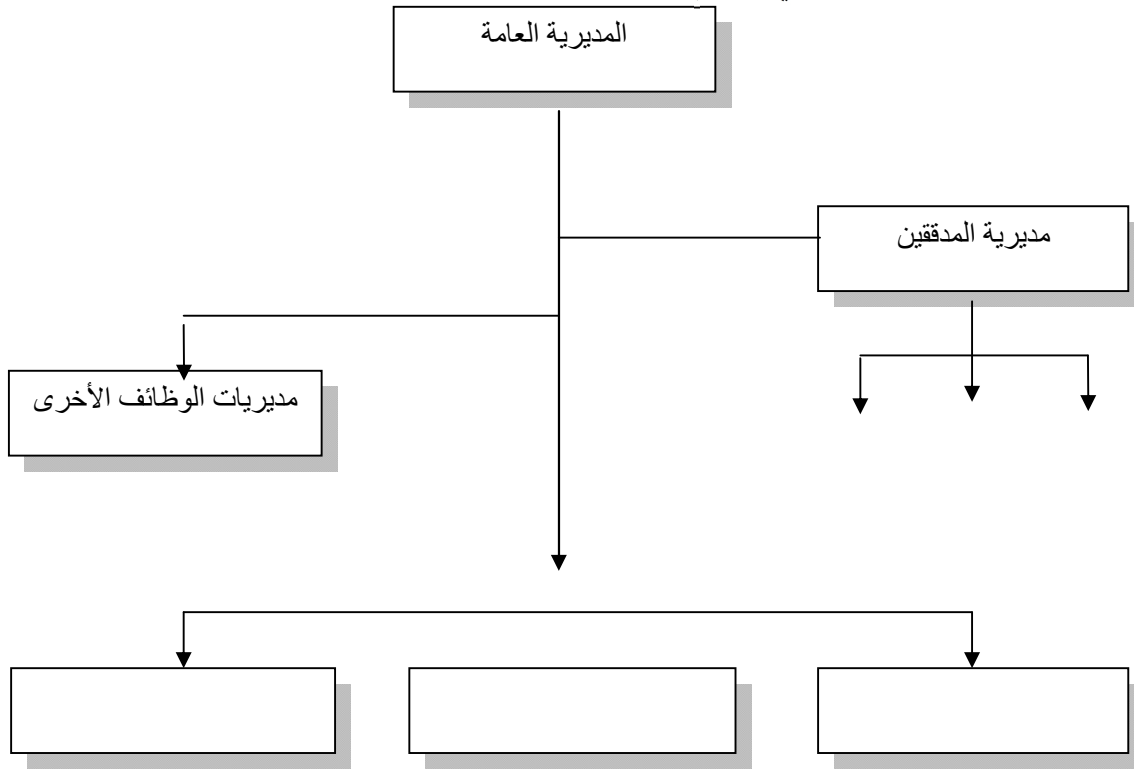 المديرية العامة
مديرية المدققين
مديريات الوظائف الأخرى